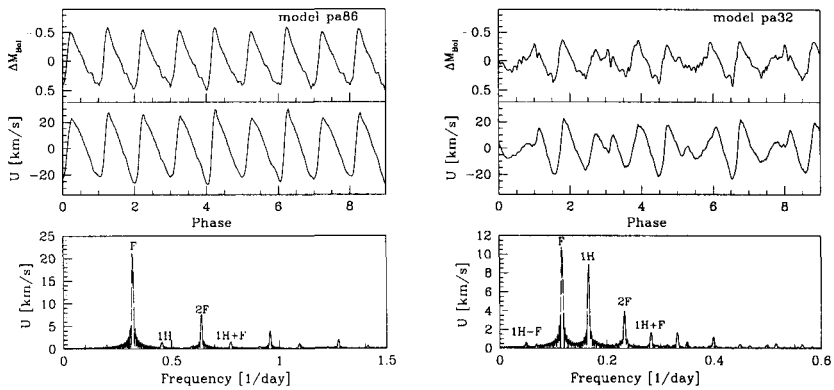 model pa86
ΔM_Bol
-0.5
0
0.5
U [km/s]
20
0
-20
0 2 4 6 8
Phase
U [km/s]
25
20
15
10
5
0
F
1H
2F
1H+F
0 0.5 1 1.5
Frequency [1/day]
model pa32
ΔM_Bol
-0.5
0
0.5
U [km/s]
20
0
-20
0 2 4 6 8
Phase
U [km/s]
12
10
8
6
4
2
0
1H-F
F
1H
2F
1H+F
0 0.2 0.4 0.6
Frequency [1/day]